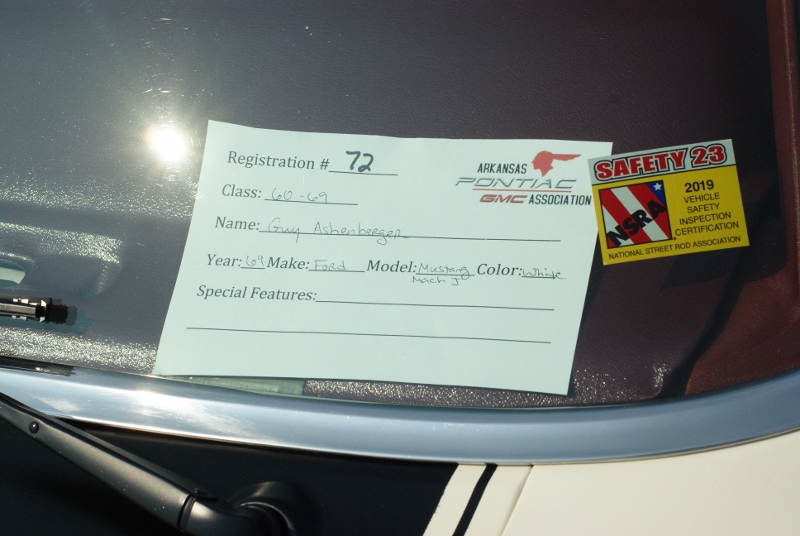 Registration # 72
ARKANSAS
PONTIAC
GMC ASSOCIATION
Class: 60-69
Name: Guy Ashenberger
Year: 69 Make: Ford Model: Mustang Color: White
Mach I
Special Features:
SAFETY 23
NSRA
2019
VEHICLE
SAFETY
INSPECTION
CERTIFICATION
NATIONAL STREET ROD ASSOCIATION